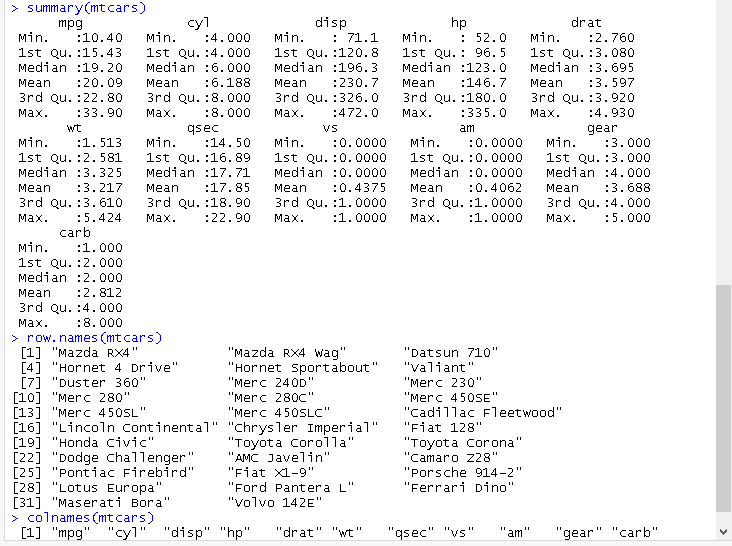 > summary(mtcars)
      mpg             cyl             disp             hp             drat
 Min.   :10.40   Min.   :4.000   Min.   : 71.1   Min.   : 52.0   Min.   :2.760
 1st Qu.:15.43   1st Qu.:4.000   1st Qu.:120.8   1st Qu.: 96.5   1st Qu.:3.080
 Median :19.20   Median :6.000   Median :196.3   Median :123.0   Median :3.695
 Mean   :20.09   Mean   :6.188   Mean   :230.7   Mean   :146.7   Mean   :3.597
 3rd Qu.:22.80   3rd Qu.:8.000   3rd Qu.:326.0   3rd Qu.:180.0   3rd Qu.:3.920
 Max.   :33.90   Max.   :8.000   Max.   :472.0   Max.   :335.0   Max.   :4.930
       wt             qsec             vs               am              gear
 Min.   :1.513   Min.   :14.50   Min.   :0.0000   Min.   :0.0000   Min.   :3.000
 1st Qu.:2.581   1st Qu.:16.89   1st Qu.:0.0000   1st Qu.:0.0000   1st Qu.:3.000
 Median :3.325   Median :17.71   Median :0.0000   Median :0.0000   Median :4.000
 Mean   :3.217   Mean   :17.85   Mean   :0.4375   Mean   :0.4062   Mean   :3.688
 3rd Qu.:3.610   3rd Qu.:18.90   3rd Qu.:1.0000   3rd Qu.:1.0000   3rd Qu.:4.000
 Max.   :5.424   Max.   :22.90   Max.   :1.0000   Max.   :1.0000   Max.   :5.000
      carb
 Min.   :1.000
 1st Qu.:2.000
 Median :2.000
 Mean   :2.812
 3rd Qu.:4.000
 Max.   :8.000
> row.names(mtcars)
 [1] "Mazda RX4"           "Mazda RX4 Wag"       "Datsun 710"
 [4] "Hornet 4 Drive"      "Hornet Sportabout"   "Valiant"
 [7] "Duster 360"          "Merc 240D"           "Merc 230"
[10] "Merc 280"            "Merc 280C"           "Merc 450SE"
[13] "Merc 450SL"          "Merc 450SLC"         "Cadillac Fleetwood"
[16] "Lincoln Continental" "Chrysler Imperial"   "Fiat 128"
[19] "Honda Civic"         "Toyota Corolla"      "Toyota Corona"
[22] "Dodge Challenger"    "AMC Javelin"         "Camaro Z28"
[25] "Pontiac Firebird"    "Fiat X1-9"           "Porsche 914-2"
[28] "Lotus Europa"        "Ford Pantera L"      "Ferrari Dino"
[31] "Maserati Bora"       "Volvo 142E"
> colnames(mtcars)
 [1] "mpg"  "cyl"  "disp" "hp"   "drat" "wt"   "qsec" "vs"   "am"   "gear" "carb"